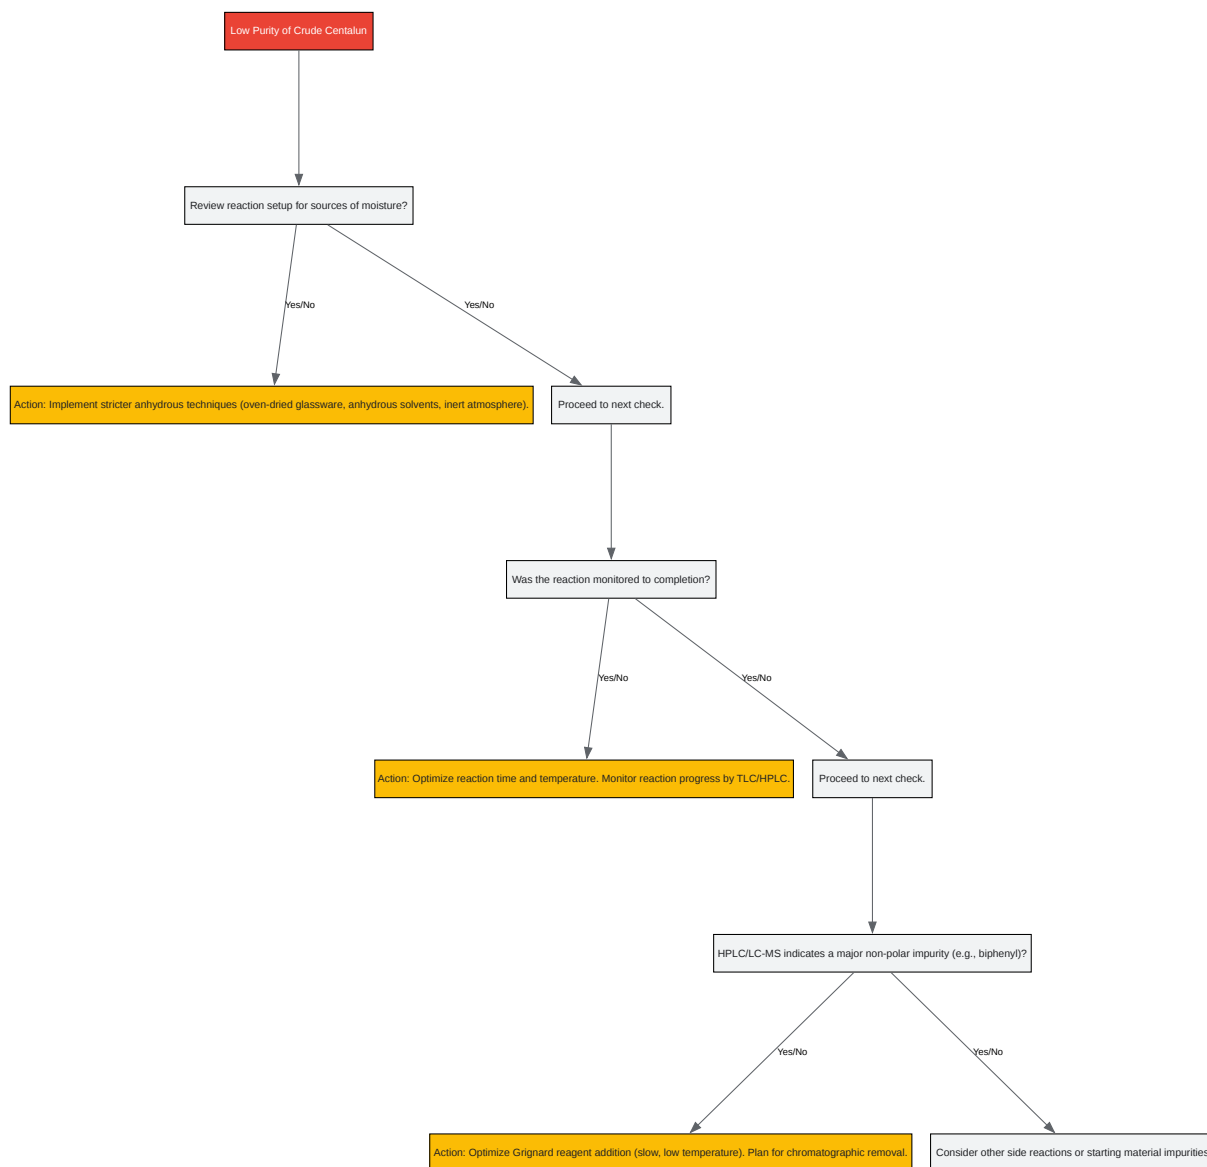 Low Purity of Crude Centalun
Review reaction setup for sources of moisture?
Yes/No
Yes/No
Action: Implement stricter anhydrous techniques (oven-dried glassware, anhydrous solvents, inert atmosphere).
Proceed to next check.
Was the reaction monitored to completion?
Yes/No
Yes/No
Action: Optimize reaction time and temperature. Monitor reaction progress by TLC/HPLC.
Proceed to next check.
HPLC/LC-MS indicates a major non-polar impurity (e.g., biphenyl)?
Yes/No
Yes/No
Action: Optimize Grignard reagent addition (slow, low temperature). Plan for chromatographic removal.
Consider other side reactions or starting material impurities